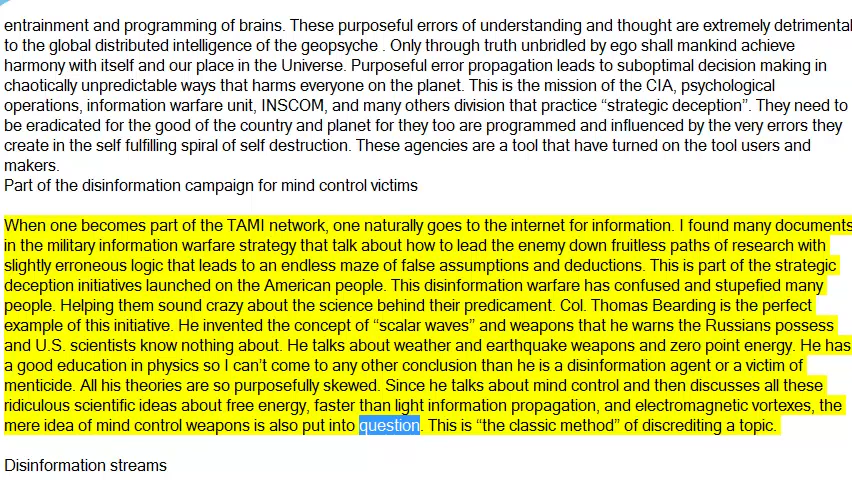 entrainment and programming of brains. These purposeful errors of understanding and thought are extremely detrimental
to the global distributed intelligence of the geopsyche . Only through truth unbridled by ego shall mankind achieve
harmony with itself and our place in the Universe. Purposeful error propagation leads to suboptimal decision making in
chaotically unpredictable ways that harms everyone on the planet. This is the mission of the CIA, psychological
operations, information warfare unit, INSCOM, and many others division that practice “strategic deception”. They need to
be eradicated for the good of the country and planet for they too are programmed and influenced by the very errors they
create in the self fulfilling spiral of self destruction. These agencies are a tool that have turned on the tool users and
makers.
Part of the disinformation campaign for mind control victims
When one becomes part of the TAMI network, one naturally goes to the internet for information. I found many documents
in the military information warfare strategy that talk about how to lead the enemy down fruitless paths of research with
slightly erroneous logic that leads to an endless maze of false assumptions and deductions. This is part of the strategic
deception initiatives launched on the American people. This disinformation warfare has confused and stupefied many
people. Helping them sound crazy about the science behind their predicament. Col. Thomas Bearding is the perfect
example of this initiative. He invented the concept of “scalar waves” and weapons that he warns the Russians possess
and U.S. scientists know nothing about. He talks about weather and earthquake weapons and zero point energy. He has
a good education in physics so I can’t come to any other conclusion than he is a disinformation agent or a victim of
menticide. All his theories are so purposefully skewed. Since he talks about mind control and then discusses all these
ridiculous scientific ideas about free energy, faster than light information propagation, and electromagnetic vortexes, the
mere idea of mind control weapons is also put into question. This is “the classic method” of discrediting a topic.
Disinformation streams